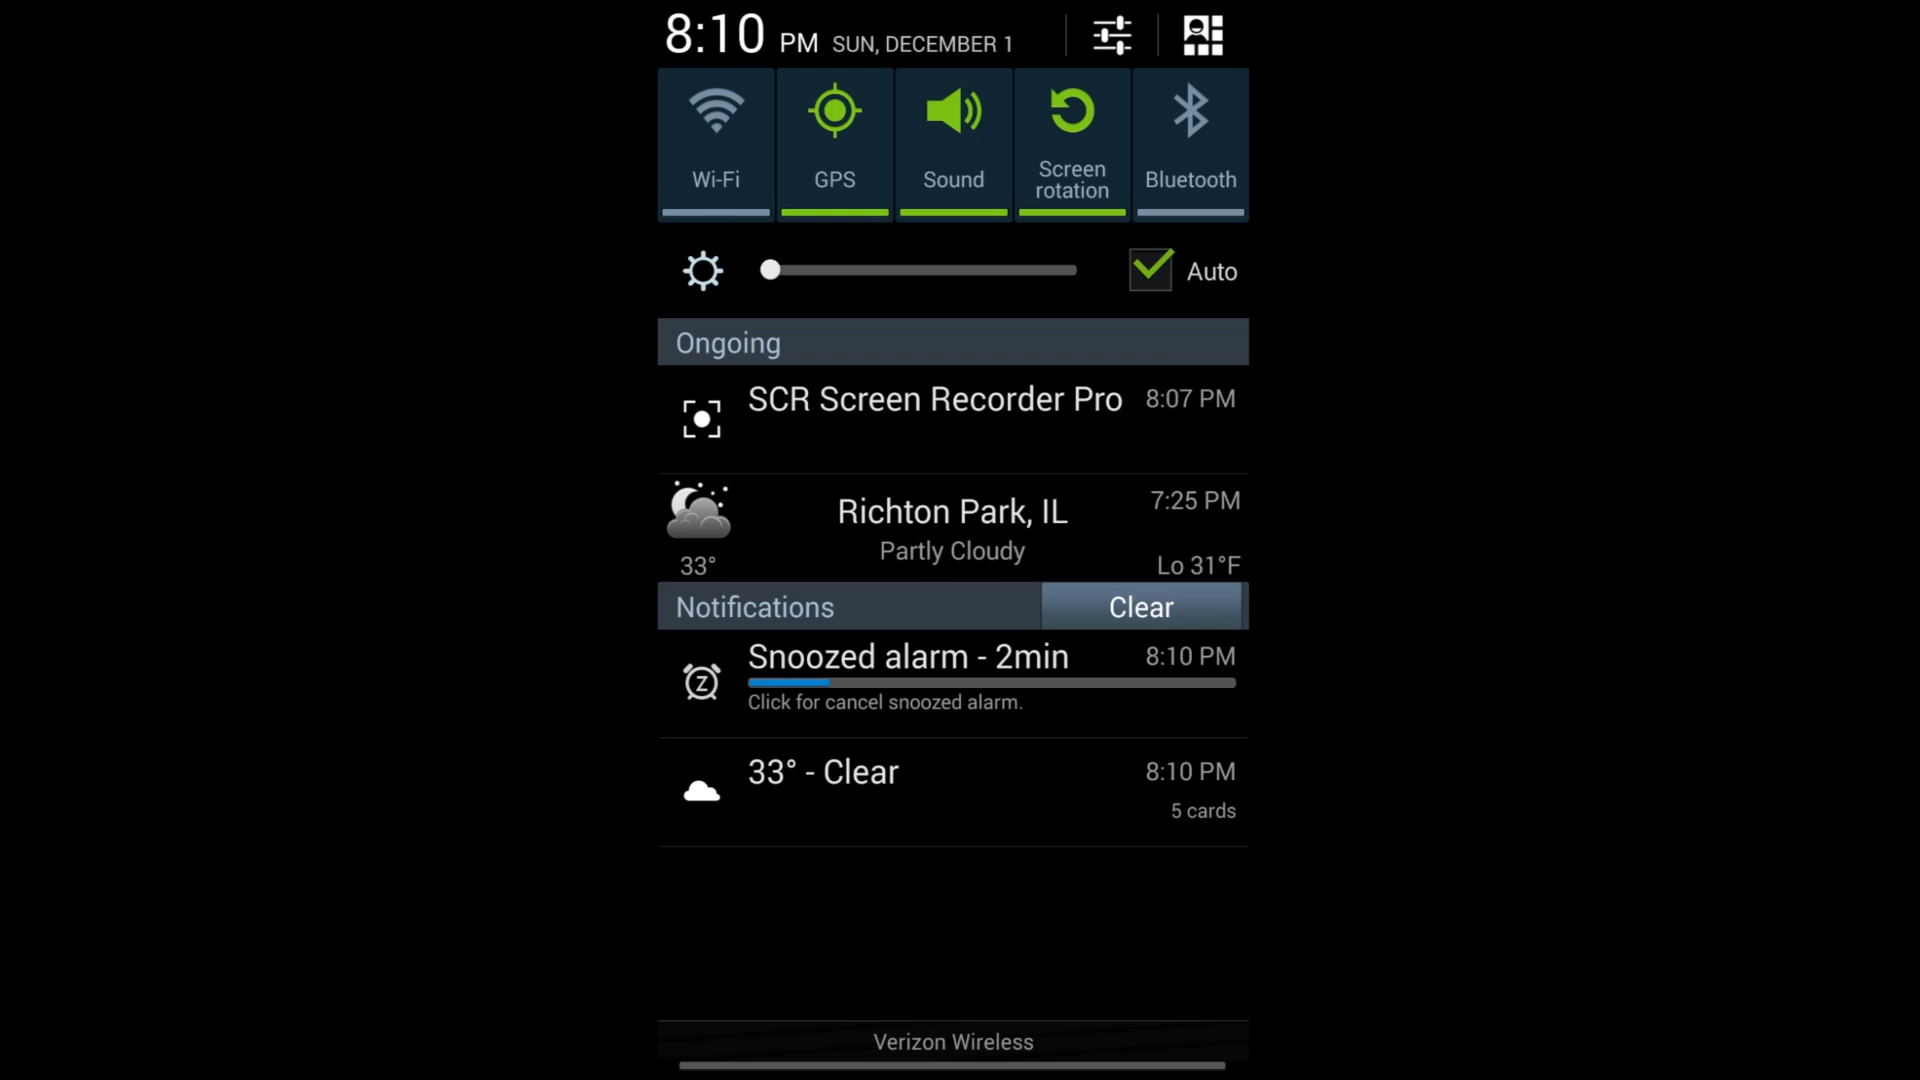 8:10 PM SUN, DECEMBER 1
Wi-Fi
GPS
Sound
Screen
rotation
Bluetooth
Auto
Ongoing
SCR Screen Recorder Pro 8:07 PM
Richton Park, IL 7:25 PM
Partly Cloudy
33° Lo 31°F
Notifications Clear
Snoozed alarm - 2min 8:10 PM
Z
Click for cancel snoozed alarm.
33° - Clear 8:10 PM
5 cards
Verizon Wireless